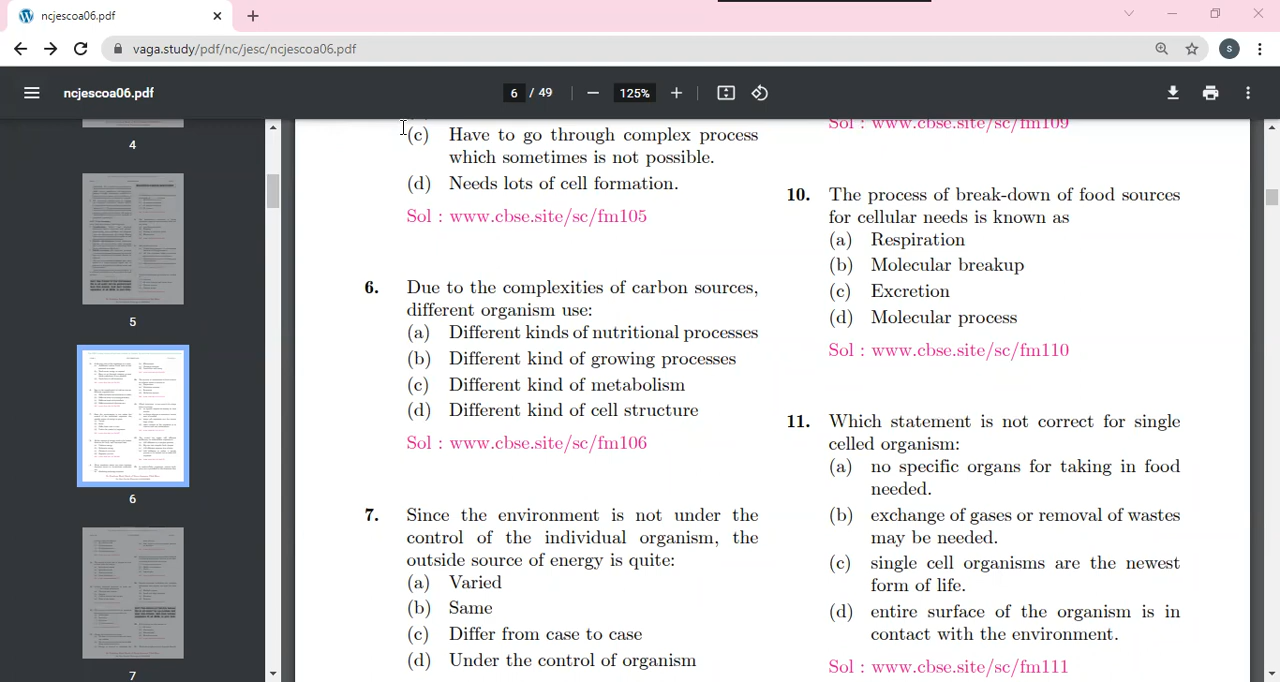 ncjescoa06.pdf
vaga.study/pdf/nc/jesc/ncjescoa06.pdf
S
ncjescoa06.pdf
6 / 49
125%
4
5
6
7
(c) Have to go through complex process
which sometimes is not possible.
(d) Needs lots of cell formation.
Sol : www.cbse.site/sc/fm105
6. Due to the complexities of carbon sources,
different organism use:
(a) Different kinds of nutritional processes
(b) Different kind of growing processes
(c) Different kind of metabolism
(d) Different kind of cell structure
Sol : www.cbse.site/sc/fm106
7. Since the environment is not under the
control of the individual organism, the
outside source of energy is quite:
(a) Varied
(b) Same
(c) Differ from case to case
(d) Under the control of organism
Sol : www.cbse.site/sc/fm109
10. The process of break-down of food sources
for cellular needs is known as
(a) Respiration
(b) Molecular breakup
(c) Excretion
(d) Molecular process
Sol : www.cbse.site/sc/fm110
11. Which statement is not correct for single
celled organism:
(a) no specific organs for taking in food
needed.
(b) exchange of gases or removal of wastes
may be needed.
(c) single cell organisms are the newest
form of life.
(d) entire surface of the organism is in
contact with the environment.
Sol : www.cbse.site/sc/fm111